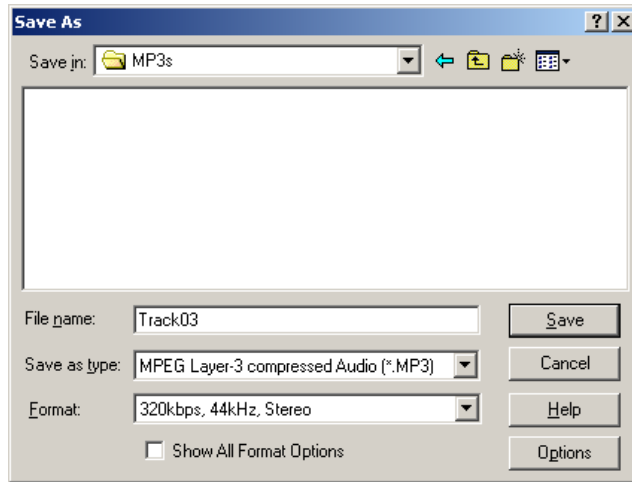 Save As
Save in: MP3s
File name: Track03 Save
Save as type: MPEG Layer-3 compressed Audio (*.MP3) Cancel
Format: 320kbps, 44kHz, Stereo Help
Show All Format Options Options